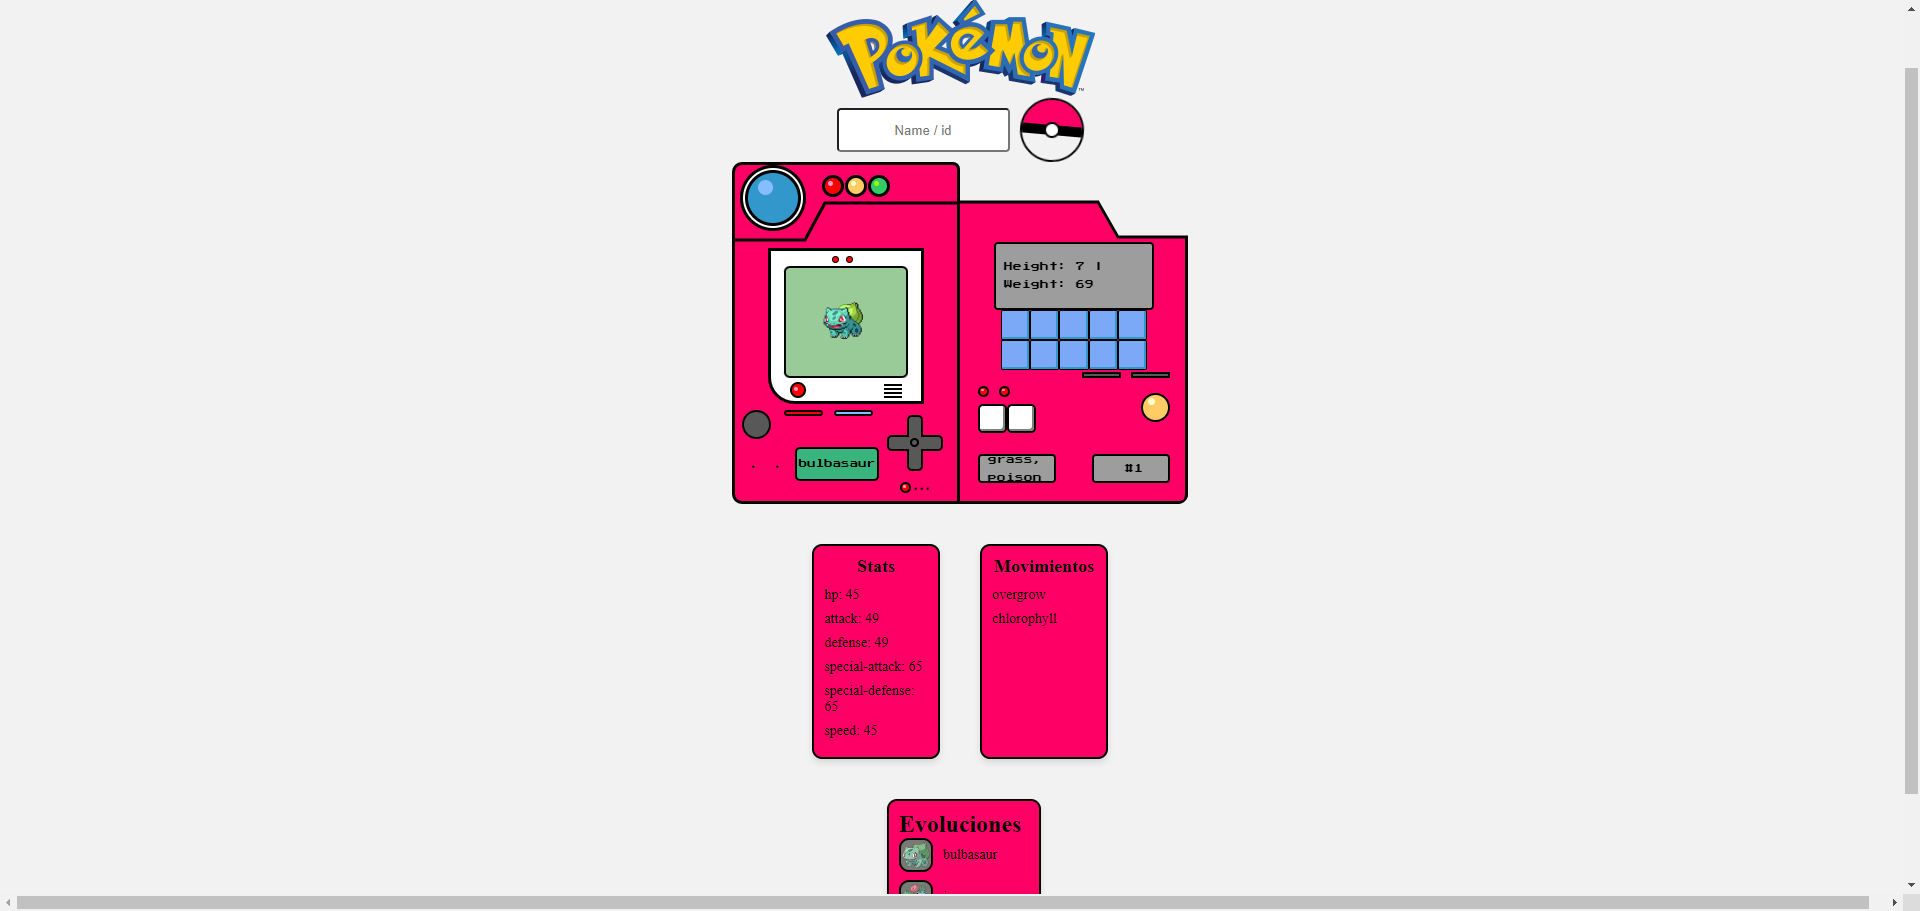 POKéMON
TM
Name / id
Height: 7 |
Weight: 69
bulbasaur
grass,
poison
#1
Stats
hp: 45
attack: 49
defense: 49
special-attack: 65
special-defense:
65
speed: 45
Movimientos
overgrow
chlorophyll
Evoluciones
bulbasaur